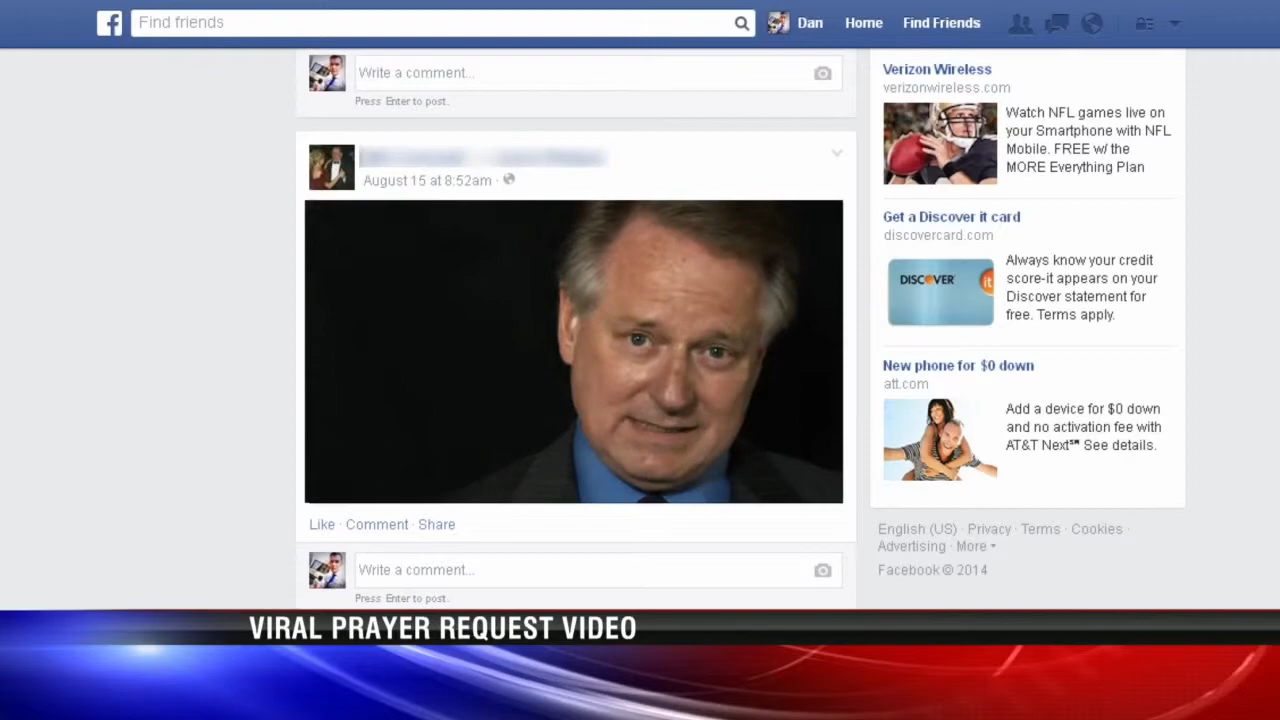 Find friends
Dan Home Find Friends
Write a comment...
Press Enter to post.
August 15 at 8:52am ·
Like · Comment · Share
Write a comment...
Press Enter to post.
Verizon Wireless
verizonwireless.com
Watch NFL games live on
your Smartphone with NFL
Mobile. FREE w/ the
MORE Everything Plan
Get a Discover it card
discovercard.com
DISCOVER it
Always know your credit
score-it appears on your
Discover statement for
free. Terms apply.
New phone for $0 down
att.com
Add a device for $0 down
and no activation fee with
AT&T Next℠ See details.
English (US) · Privacy · Terms · Cookies ·
Advertising · More
Facebook © 2014
VIRAL PRAYER REQUEST VIDEO